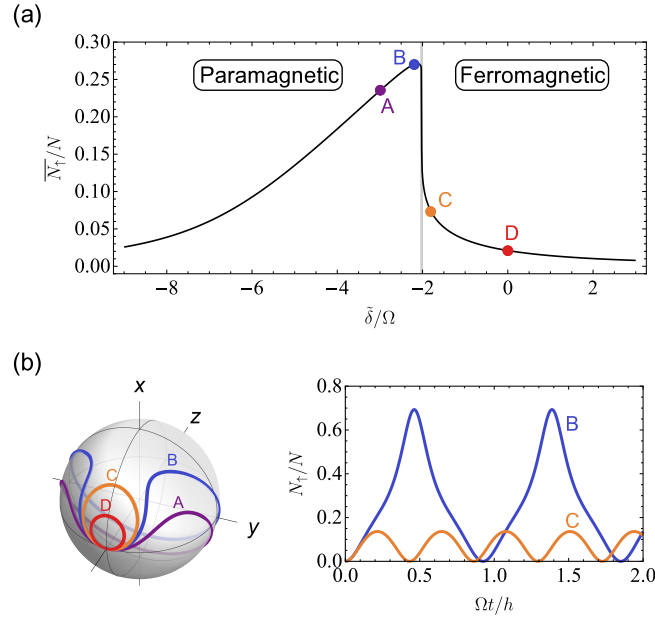 (a)
0.30
0.25
0.20
0.15
0.10
0.05
0.00
N↑/N
Paramagnetic
Ferromagnetic
B
A
C
D
−8
−6
−4
−2
0
2
δ̃/Ω
(b)
x
z
y
B
C
A
D
0.8
0.6
0.4
0.2
0.0
N↑/N
B
C
0.0
0.5
1.0
1.5
2.0
Ωt/h